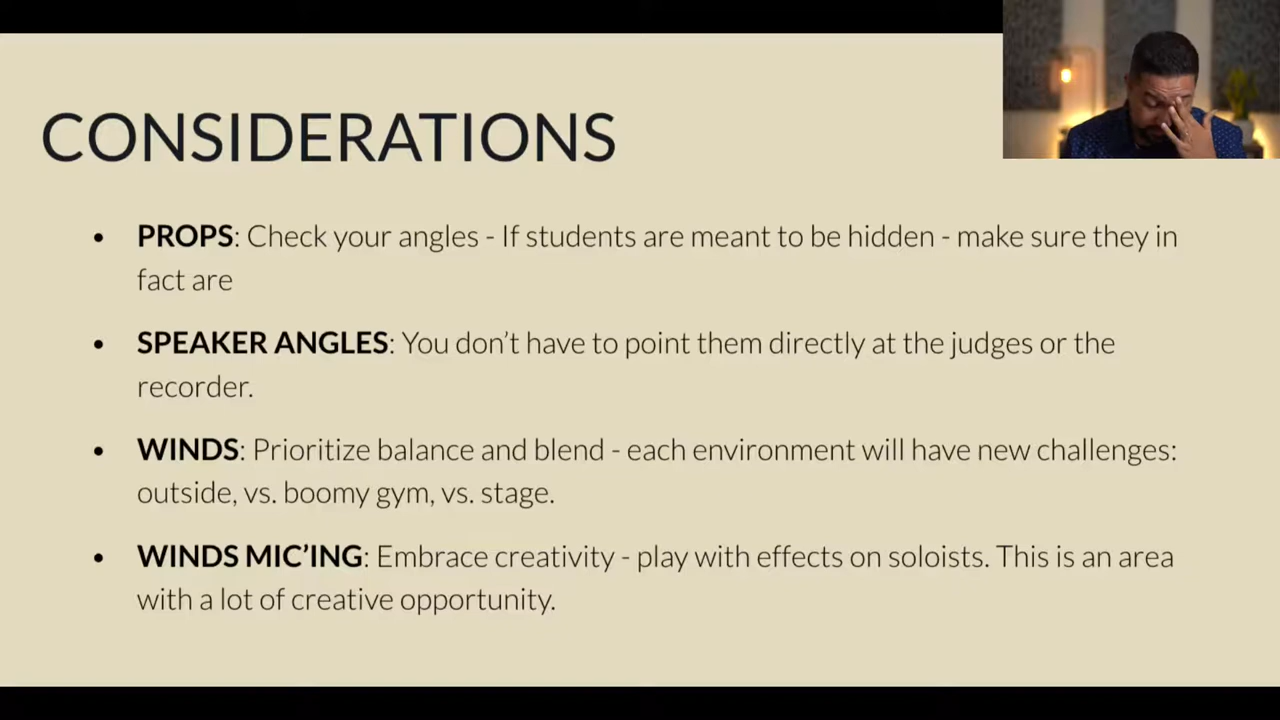 CONSIDERATIONS
• PROPS: Check your angles - If students are meant to be hidden - make sure they in
fact are
• SPEAKER ANGLES: You don’t have to point them directly at the judges or the
recorder.
• WINDS: Prioritize balance and blend - each environment will have new challenges:
outside, vs. boomy gym, vs. stage.
• WINDS MIC’ING: Embrace creativity - play with effects on soloists. This is an area
with a lot of creative opportunity.